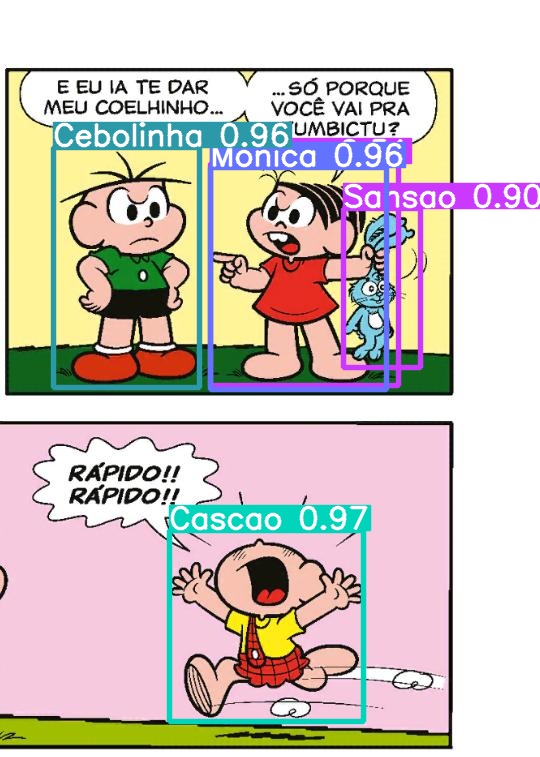 E EU IA TE DAR
MEU COELHINHO...
...SÓ PORQUE
VOCÊ VAI PRA
UMBICTU?
Cebolinha 0.96
Monica 0.96
Sansao 0.90
RÁPIDO!!
RÁPIDO!!
Cascao 0.97